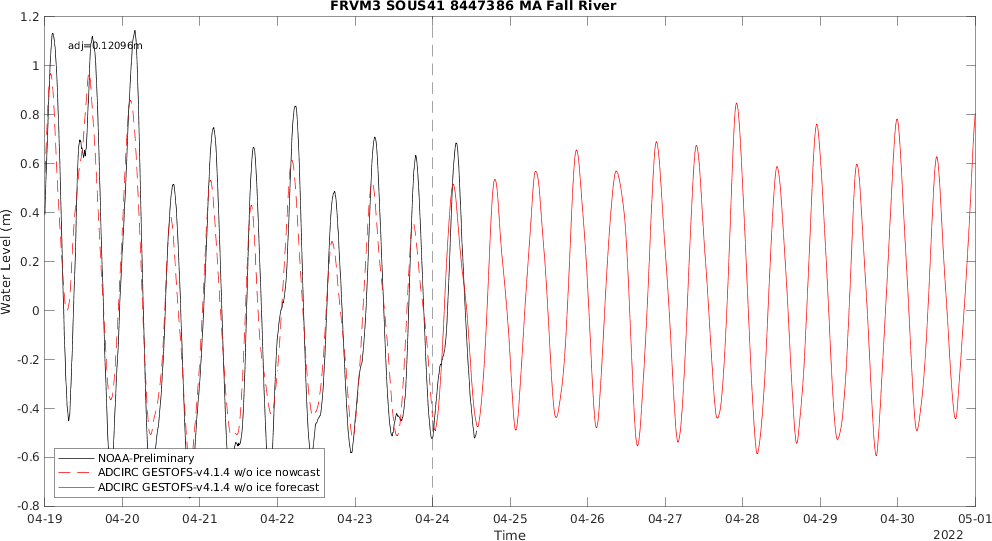 FRVM3 SOUS41 8447386 MA Fall River
adj=0.12096m
1.2
1
0.8
0.6
0.4
0.2
0
-0.2
-0.4
-0.6
-0.8
Water Level (m)
NOAA-Preliminary
ADCIRC GESTOFS-v4.1.4 w/o ice nowcast
ADCIRC GESTOFS-v4.1.4 w/o ice forecast
04-19 04-20 04-21 04-22 04-23 04-24 04-25 04-26 04-27 04-28 04-29 04-30 05-01
Time
2022